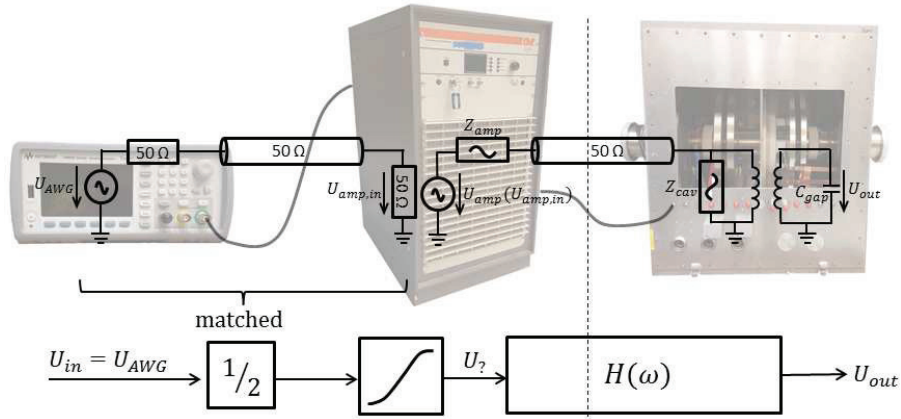 50 Ω
50 Ω
U_AWG
U_amp,in
50 Ω
Z_amp
U_amp(U_amp,in)
50 Ω
Z_cav
C_gap
U_out
matched
U_in = U_AWG
1/2
U_?
H(ω)
U_out